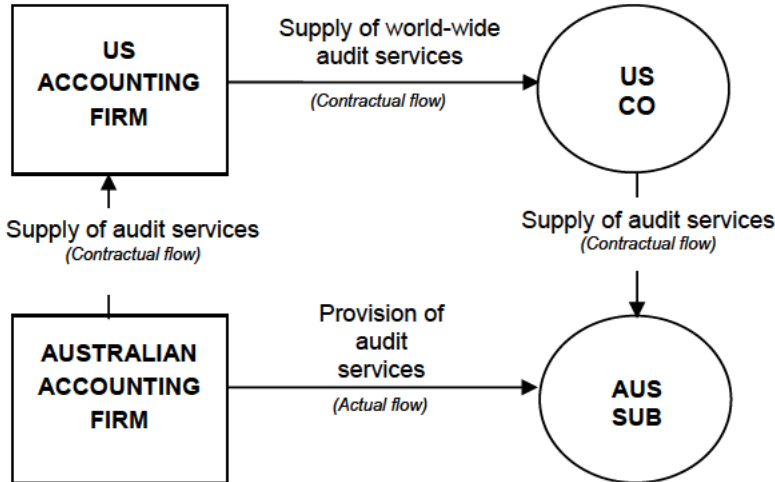 US
ACCOUNTING
FIRM
Supply of world-wide
audit services
(Contractual flow)
US
CO
Supply of audit services
(Contractual flow)
Supply of audit services
(Contractual flow)
AUSTRALIAN
ACCOUNTING
FIRM
Provision of
audit
services
(Actual flow)
AUS
SUB